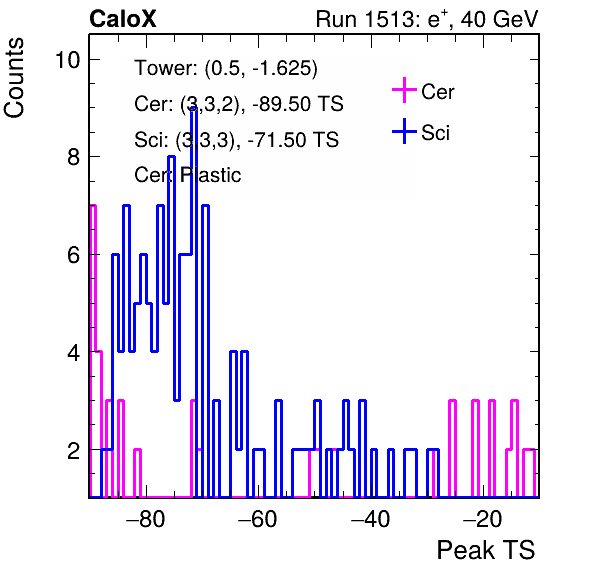 CaloX Run 1513: e+, 40 GeV
Counts
10
8
6
4
2
Tower: (0.5, -1.625)
Cer: (3,3,2), -89.50 TS
Sci: (3,3,3), -71.50 TS
Cer: Plastic
Cer
Sci
−80 −60 −40 −20
Peak TS